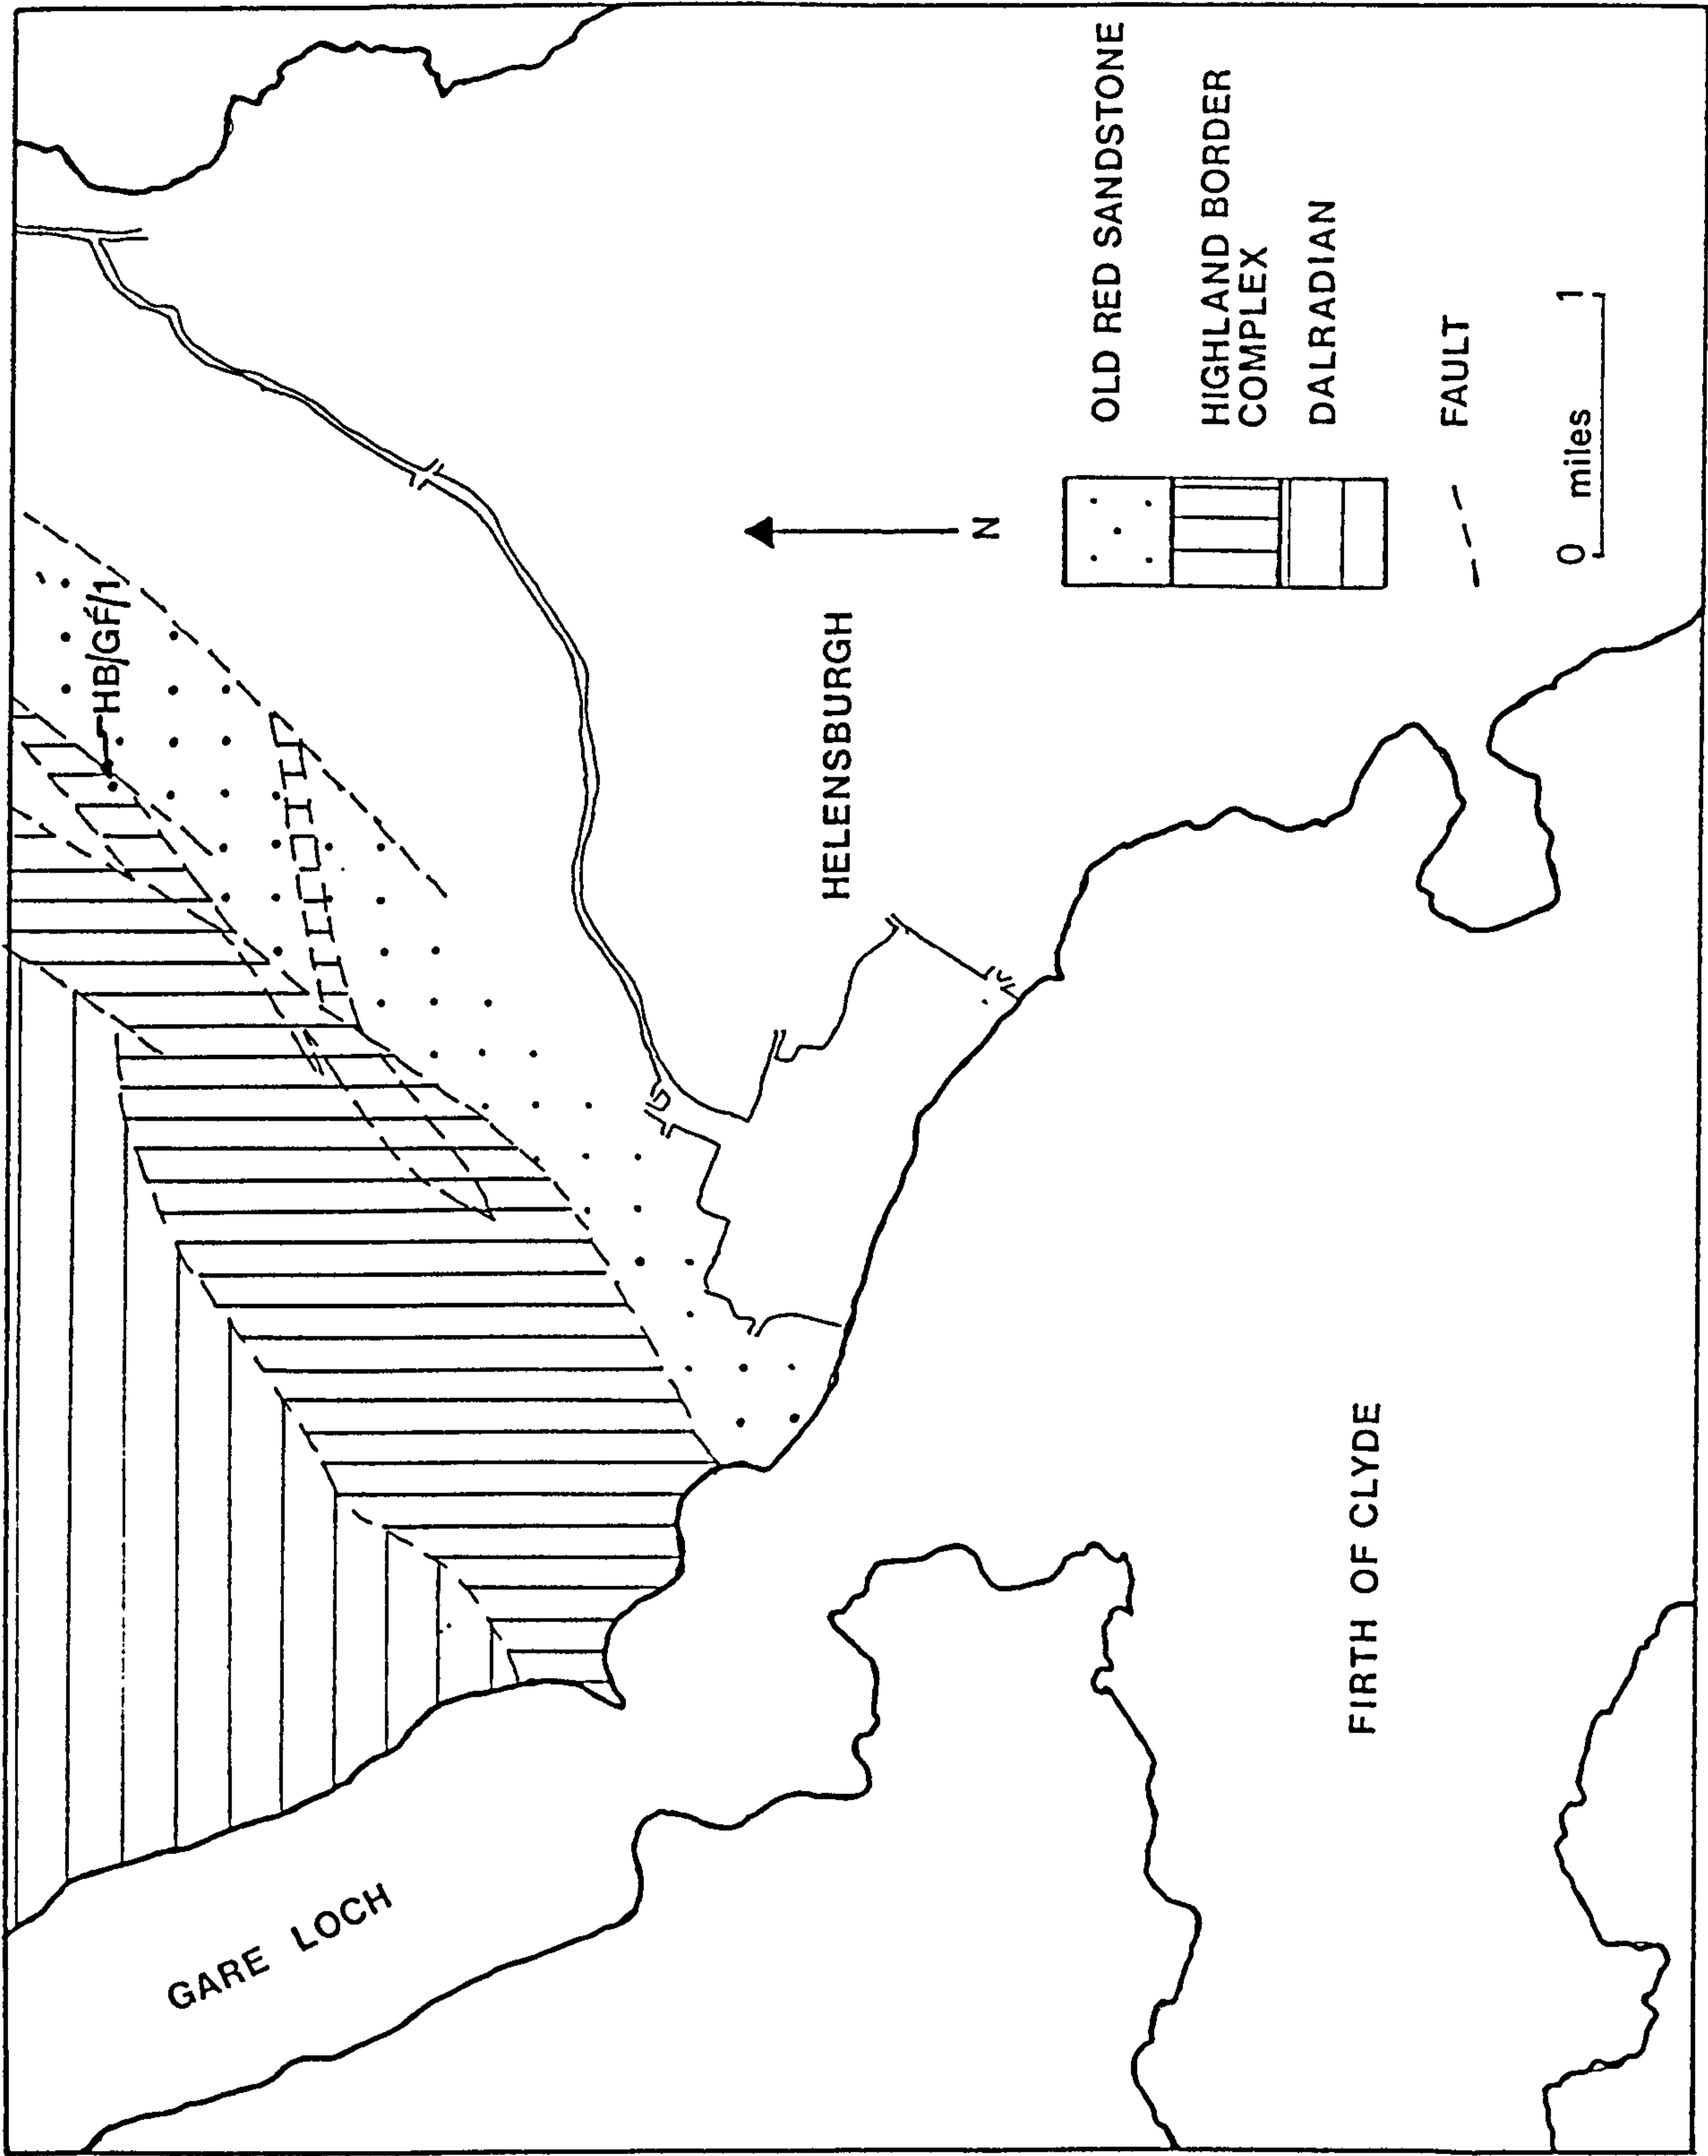 GARE LOCH
HB/GF/1
HELENSBURGH
FIRTH OF CLYDE
N
OLD RED SANDSTONE
HIGHLAND BORDER
COMPLEX
DALRADIAN
FAULT
0 miles 1